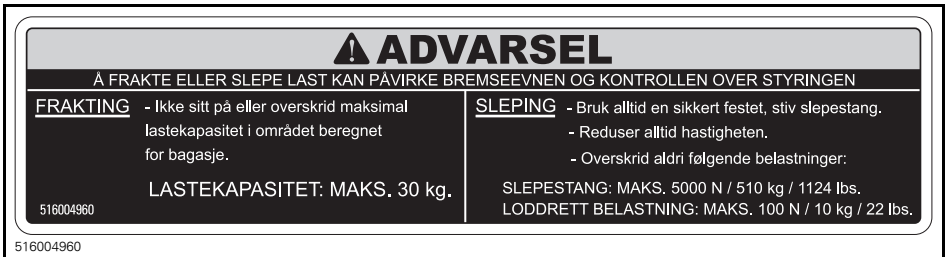 ADVARSEL
Å FRAKTE ELLER SLEPE LAST KAN PÅVIRKE BREMSEEVNEN OG KONTROLLEN OVER STYRINGEN
FRAKTING - Ikke sitt på eller overskrid maksimal
lastekapasitet i området beregnet
for bagasje.
LASTEKAPASITET: MAKS. 30 kg.
516004960
SLEPING - Bruk alltid en sikkert festet, stiv slepestang.
- Reduser alltid hastigheten.
- Overskrid aldri følgende belastninger:
SLEPESTANG: MAKS. 5000 N / 510 kg / 1124 lbs.
LODDRETT BELASTNING: MAKS. 100 N / 10 kg / 22 lbs.
516004960